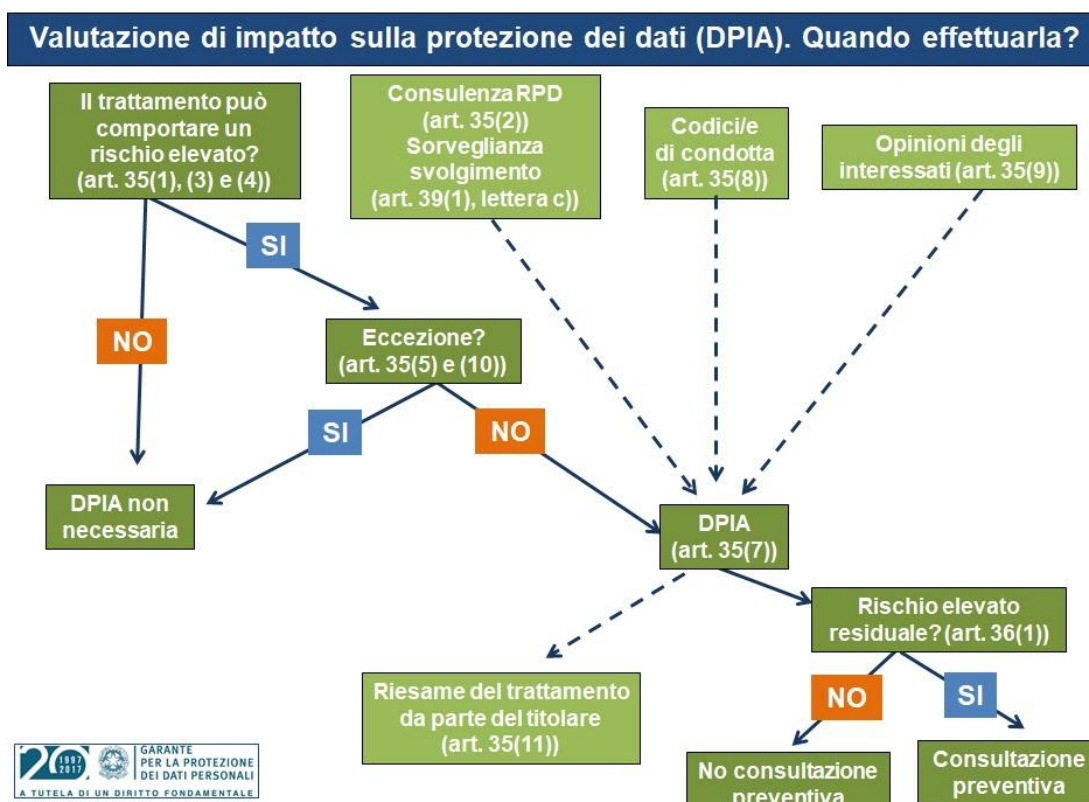 Valutazione di impatto sulla protezione dei dati (DPIA). Quando effettuarla?
Il trattamento può
comportare un
rischio elevato?
(art. 35(1), (3) e (4))
Consulenza RPD
(art. 35(2))
Sorveglianza
svolgimento
(art. 39(1), lettera c))
Codici/e
di condotta
(art. 35(8))
Opinioni degli
interessati (art. 35(9))
SI
NO
Eccezione?
(art. 35(5) e (10))
SI
NO
DPIA non
necessaria
DPIA
(art. 35(7))
Rischio elevato
residuale? (art. 36(1))
Riesame del trattamento
da parte del titolare
(art. 35(11))
NO
SI
No consultazione
preventiva
Consultazione
preventiva
20 1997
2017
GARANTE
PER LA PROTEZIONE
DEI DATI PERSONALI
A TUTELA DI UN DIRITTO FONDAMENTALE